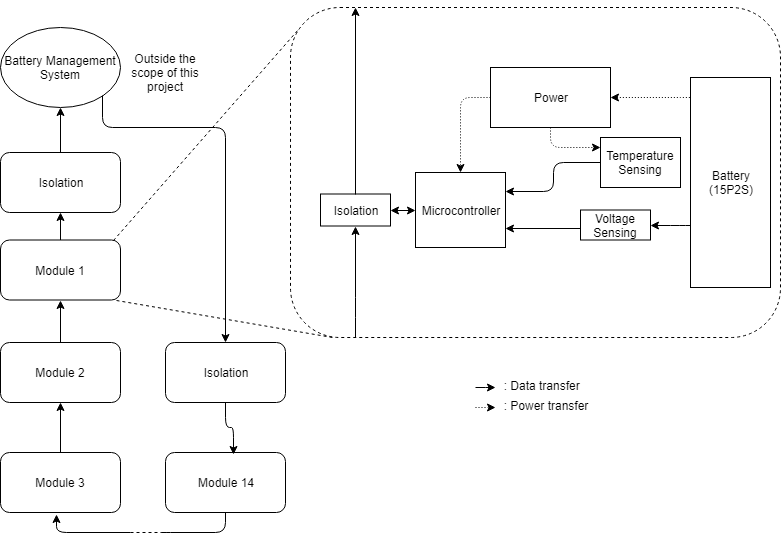 Battery Management
System
Outside the
scope of this
project
Isolation
Module 1
Module 2
Module 3
Isolation
Module 14
Power
Temperature
Sensing
Battery
(15P2S)
Isolation
Microcontroller
Voltage
Sensing
: Data transfer
: Power transfer